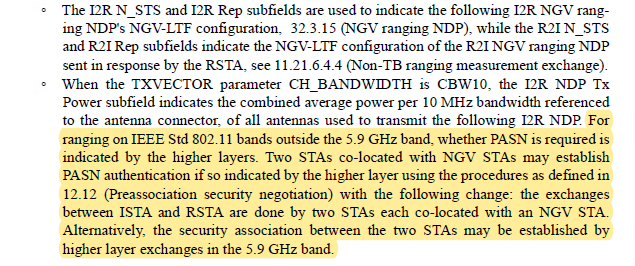 ◦ The I2R N_STS and I2R Rep subfields are used to indicate the following I2R NGV rang-
ing NDP's NGV-LTF configuration, 32.3.15 (NGV ranging NDP), while the R2I N_STS
and R2I Rep subfields indicate the NGV-LTF configuration of the R2I NGV ranging NDP
sent in response by the RSTA, see 11.21.6.4.4 (Non-TB ranging measurement exchange).
◦ When the TXVECTOR parameter CH_BANDWIDTH is CBW10, the I2R NDP Tx
Power subfield indicates the combined average power per 10 MHz bandwidth referenced
to the antenna connector, of all antennas used to transmit the following I2R NDP. For
ranging on IEEE Std 802.11 bands outside the 5.9 GHz band, whether PASN is required is
indicated by the higher layers. Two STAs co-located with NGV STAs may establish
PASN authentication if so indicated by the higher layer using the procedures as defined in
12.12 (Preassociation security negotiation) with the following change: the exchanges
between ISTA and RSTA are done by two STAs each co-located with an NGV STA.
Alternatively, the security association between the two STAs may be established by
higher layer exchanges in the 5.9 GHz band.